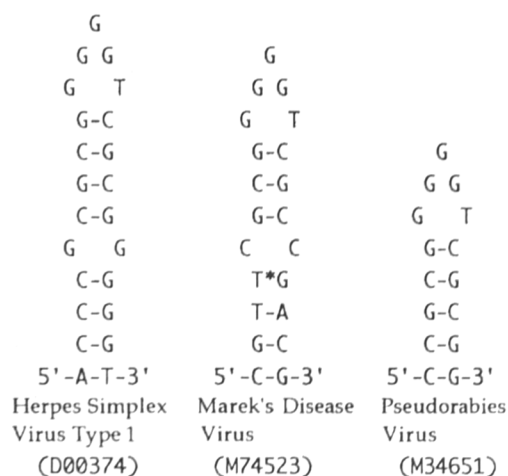 G
G G G
G T G G
G-C G T
C-G G-C G
G-C C-G G G
C-G G-C G T
G G C C G-C
C-G T*G C-G
C-G T-A G-C
C-G G-C C-G
5'-A-T-3' 5'-C-G-3' 5'-C-G-3'
Herpes Simplex Marek's Disease Pseudorabies
Virus Type 1 Virus Virus
(D00374) (M74523) (M34651)